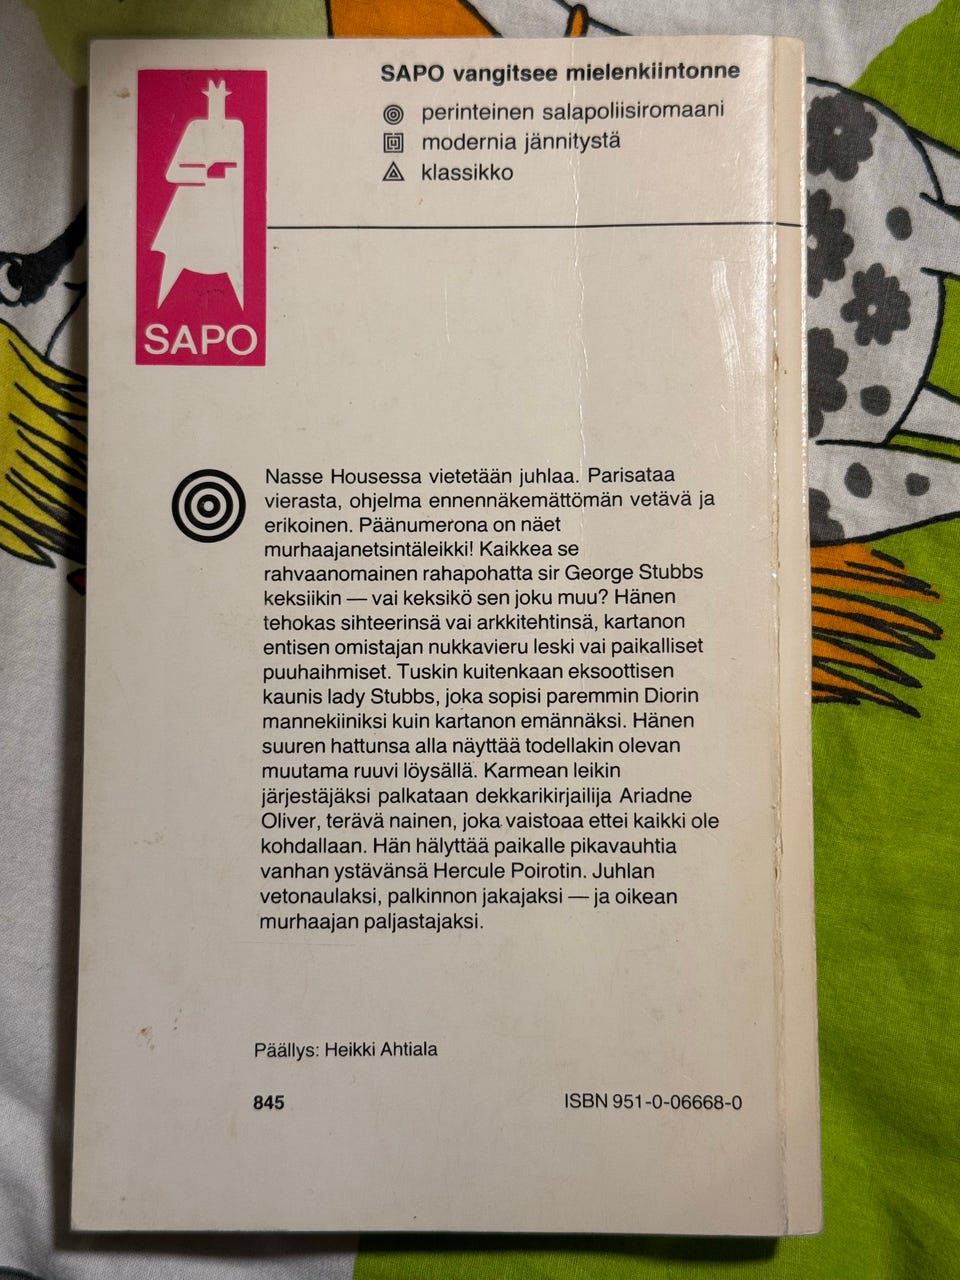 SAPO vangitsee mielenkiintonne
perinteinen salapoliisiromaani
modernia jännitystä
klassikko
SAPO
Nasse Housessa vietetään juhlaa. Parisataa
vierasta, ohjelma ennennäkemättömän vetävä ja
erikoinen. Päänumerona on näet
murhaajanetsintäleikki! Kaikkea se
rahvaanomainen rahapohatta sir George Stubbs
keksiikin — vai keksikö sen joku muu? Hänen
tehokas sihteerinsä vai arkkitehtinsä, kartanon
entisen omistajan nukkavieru leski vai paikalliset
puuhaihmiset. Tuskin kuitenkaan eksoottisen
kaunis lady Stubbs, joka sopisi paremmin Diorin
mannekiiniksi kuin kartanon emännäksi. Hänen
suuren hattunsa alla näyttää todellakin olevan
muutama ruuvi löysällä. Karmean leikin
järjestäjäksi palkataan dekkarikirjailija Ariadne
Oliver, terävä nainen, joka vaistoaa ettei kaikki ole
kohdallaan. Hän hälyttää paikalle pikavauhtia
vanhan ystävänsä Hercule Poirotin. Juhlan
vetonaulaksi, palkinnon jakajaksi — ja oikean
murhaajan paljastajaksi.
Päällys: Heikki Ahtiala
845 ISBN 951-0-06668-0